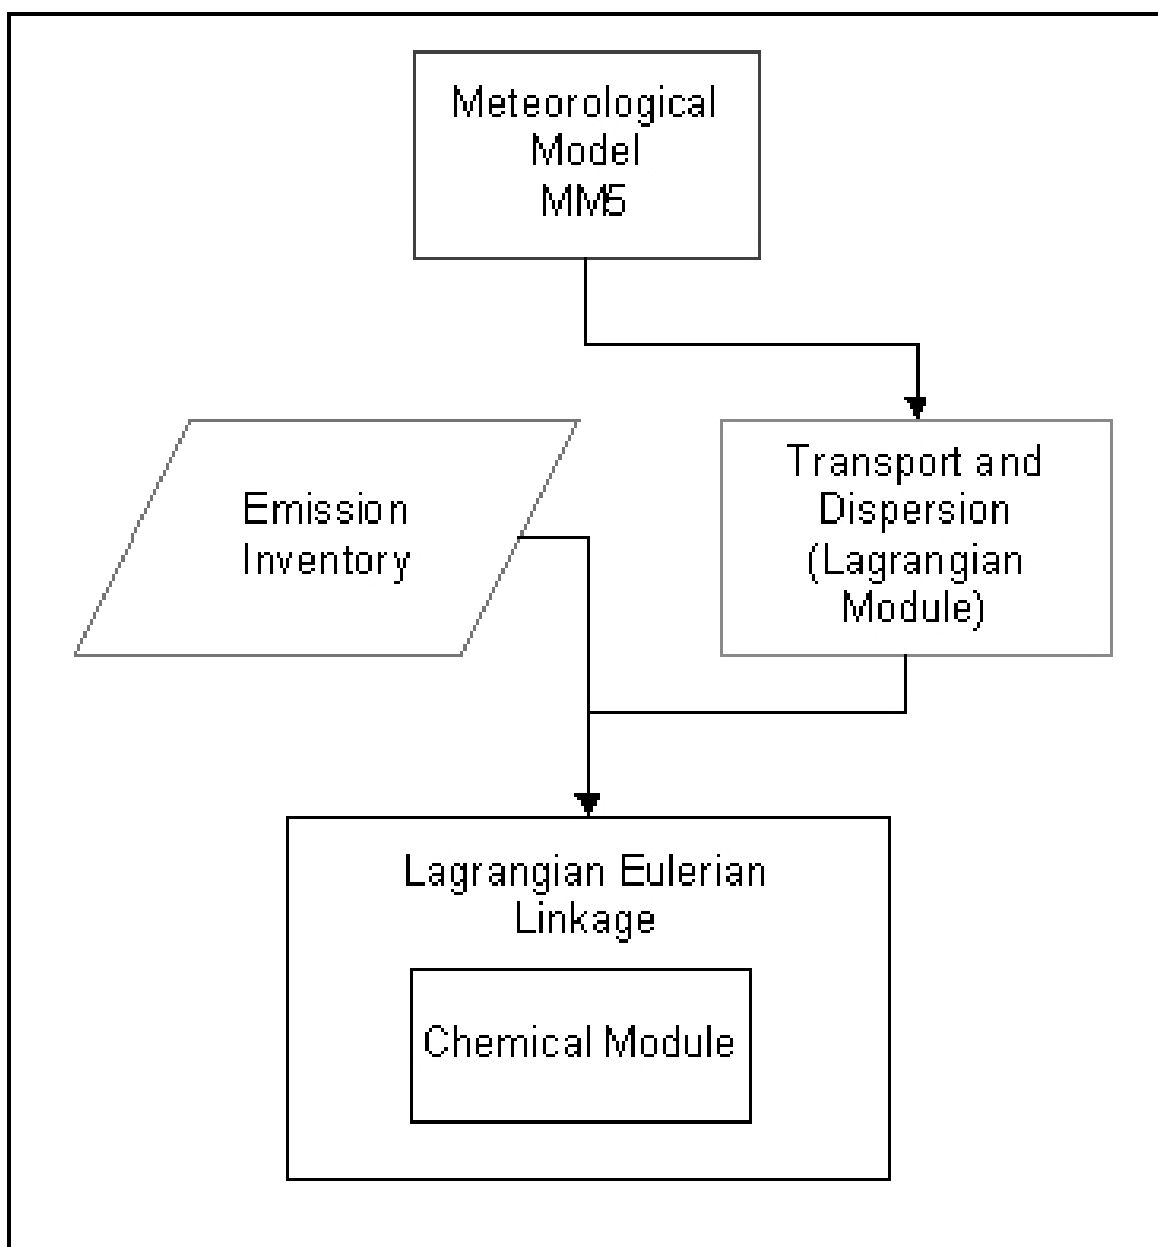 Meteorological
Model
MM5
Emission
Inventory
Transport and
Dispersion
(Lagrangian
Module)
Lagrangian Eulerian
Linkage
Chemical Module